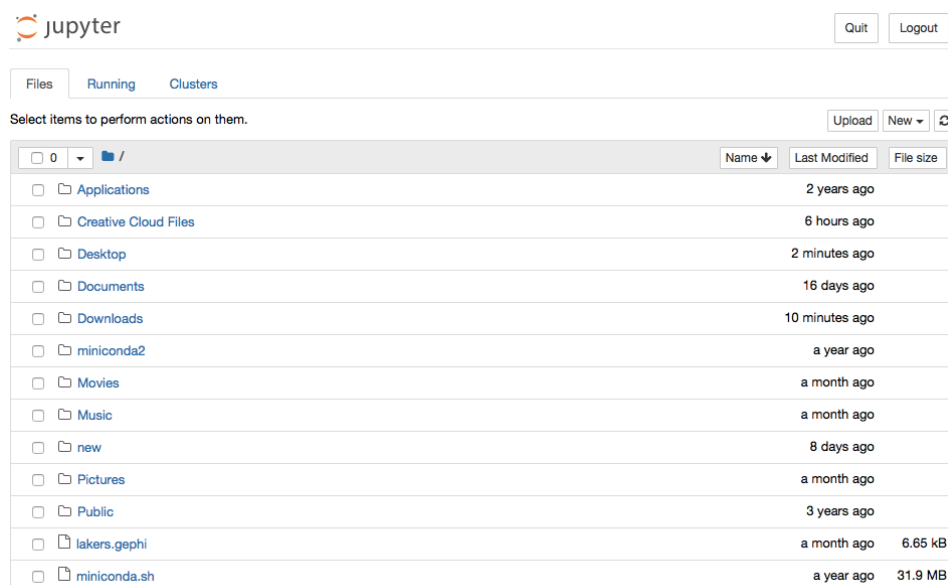 jupyter
Quit Logout
Files Running Clusters
Select items to perform actions on them.
Upload New
0 / Name Last Modified File size
Applications 2 years ago
Creative Cloud Files 6 hours ago
Desktop 2 minutes ago
Documents 16 days ago
Downloads 10 minutes ago
miniconda2 a year ago
Movies a month ago
Music a month ago
new 8 days ago
Pictures a month ago
Public 3 years ago
lakers.gephi a month ago 6.65 kB
miniconda.sh a year ago 31.9 MB